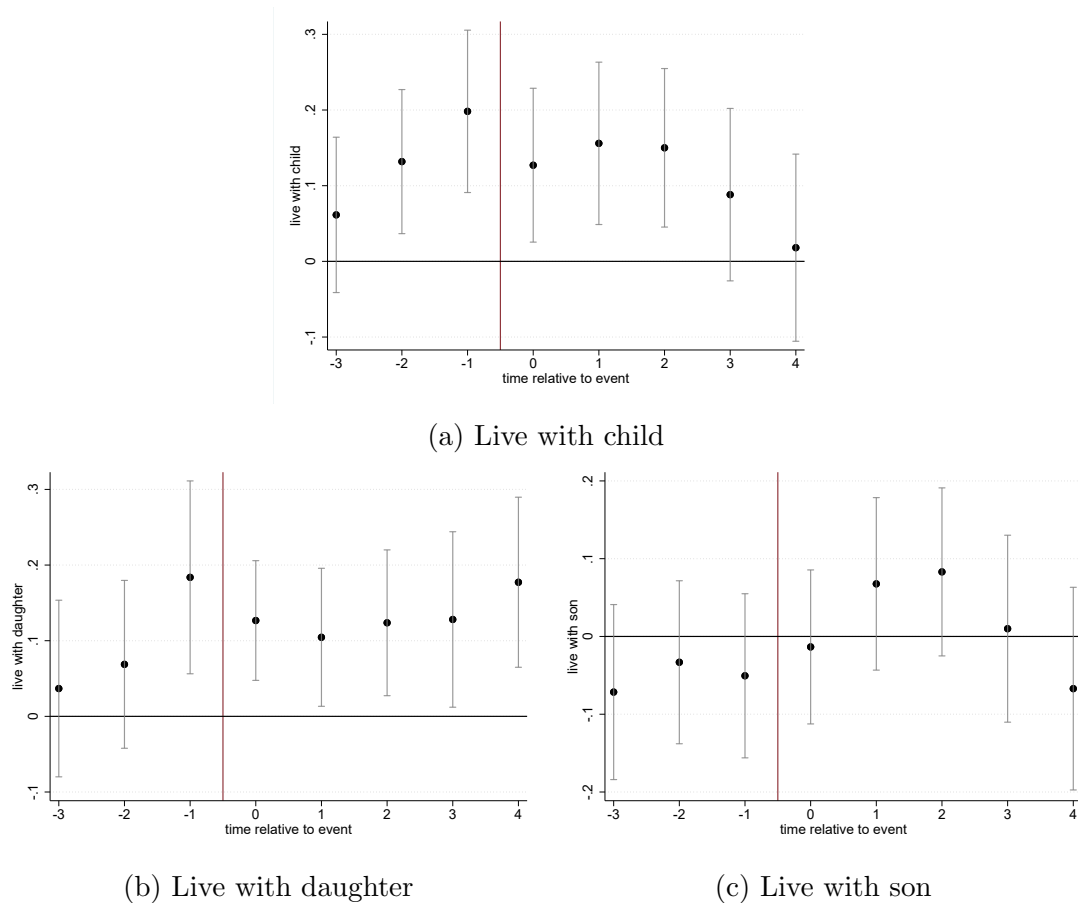 .3
.2
.1
0
-.1
live with child
-3 -2 -1 0 1 2 3 4
time relative to event
(a) Live with child
.3
.2
.1
0
-.1
live with daughter
-3 -2 -1 0 1 2 3 4
time relative to event
(b) Live with daughter
.2
.1
0
-.1
-.2
live with son
-3 -2 -1 0 1 2 3 4
time relative to event
(c) Live with son